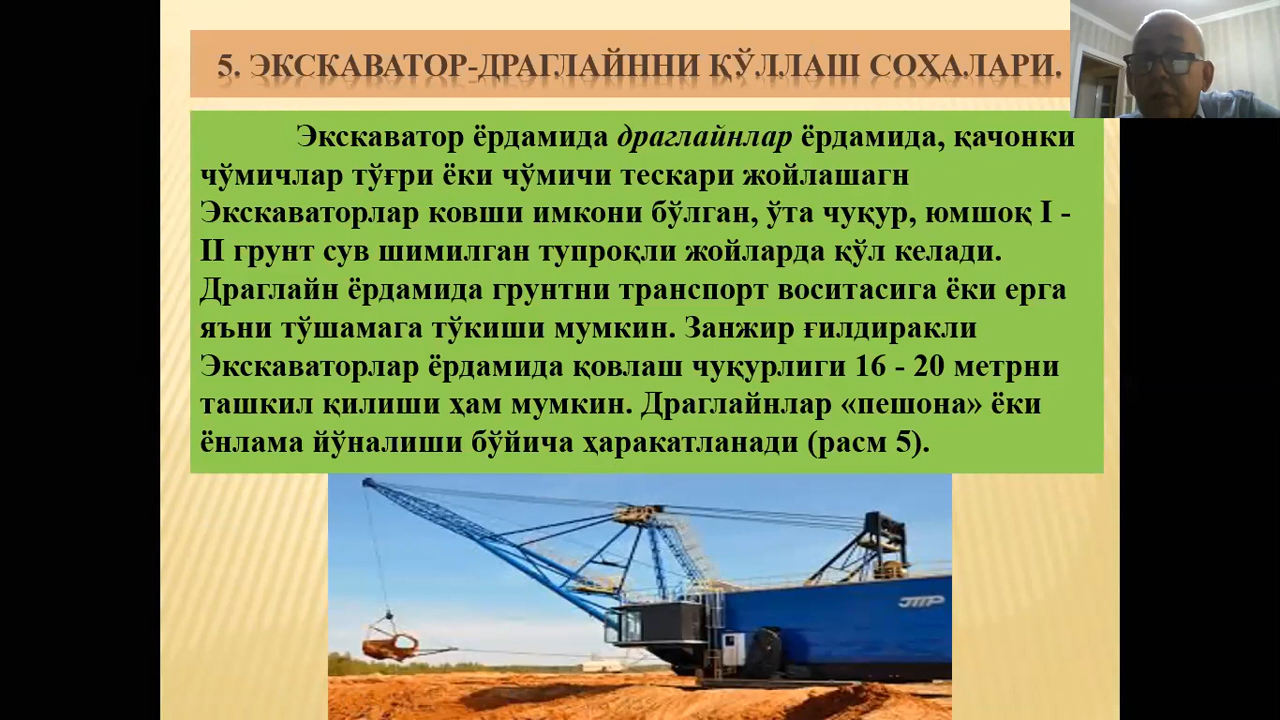 5. ЭКСКАВАТОР-ДРАГЛАЙННИ ҚЎЛЛАШ СОҲАЛАРИ.
Экскаватор ёрдамида драглайнлар ёрдамида, қачонки
чўмичлар тўғри ёки чўмичи тескари жойлашагн
Экскаваторлар ковши имкони бўлган, ўта чуқур, юмшоқ I -
II грунт сув шимилган тупроқли жойларда қўл келади.
Драглайн ёрдамида грунтни транспорт воситасига ёки ерга
яъни тўшамага тўкиши мумкин. Занжир ғилдиракли
Экскаваторлар ёрдамида қовлаш чуқурлиги 16 - 20 метрни
ташкил қилиши ҳам мумкин. Драглайнлар «пешона» ёки
ёнлама йўналиши бўйича ҳаракатланади (расм 5).